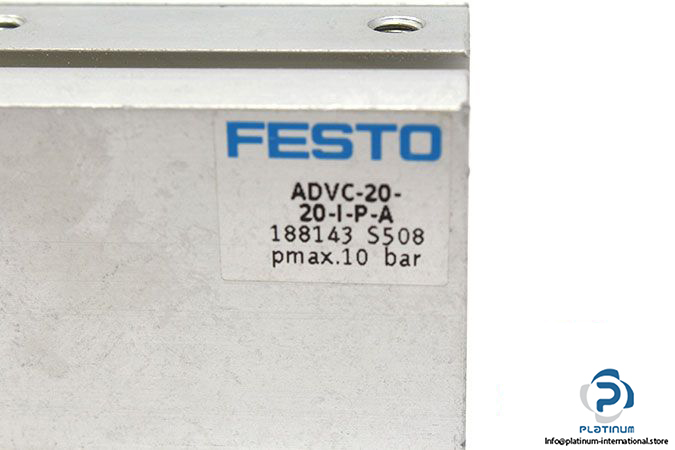 FESTO
ADVC-20-
20-I-P-A
188143 S508
pmax.10 bar
PLATINUM
Info@platinum-international.store